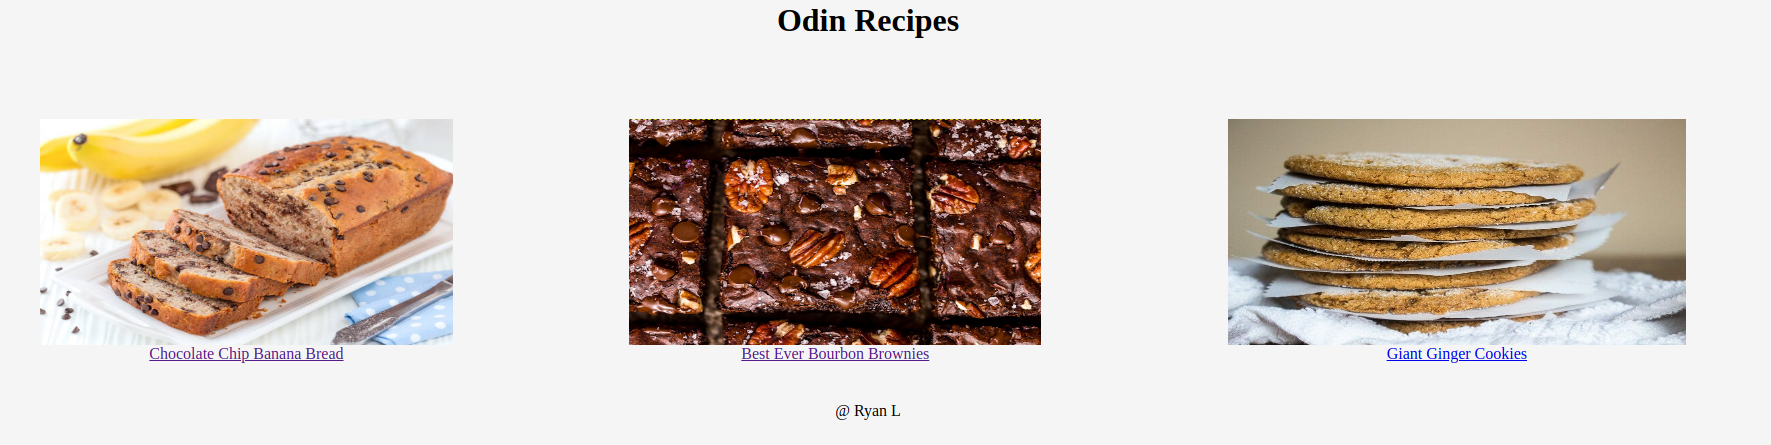 Odin Recipes
Chocolate Chip Banana Bread
Best Ever Bourbon Brownies
Giant Ginger Cookies
@ Ryan L